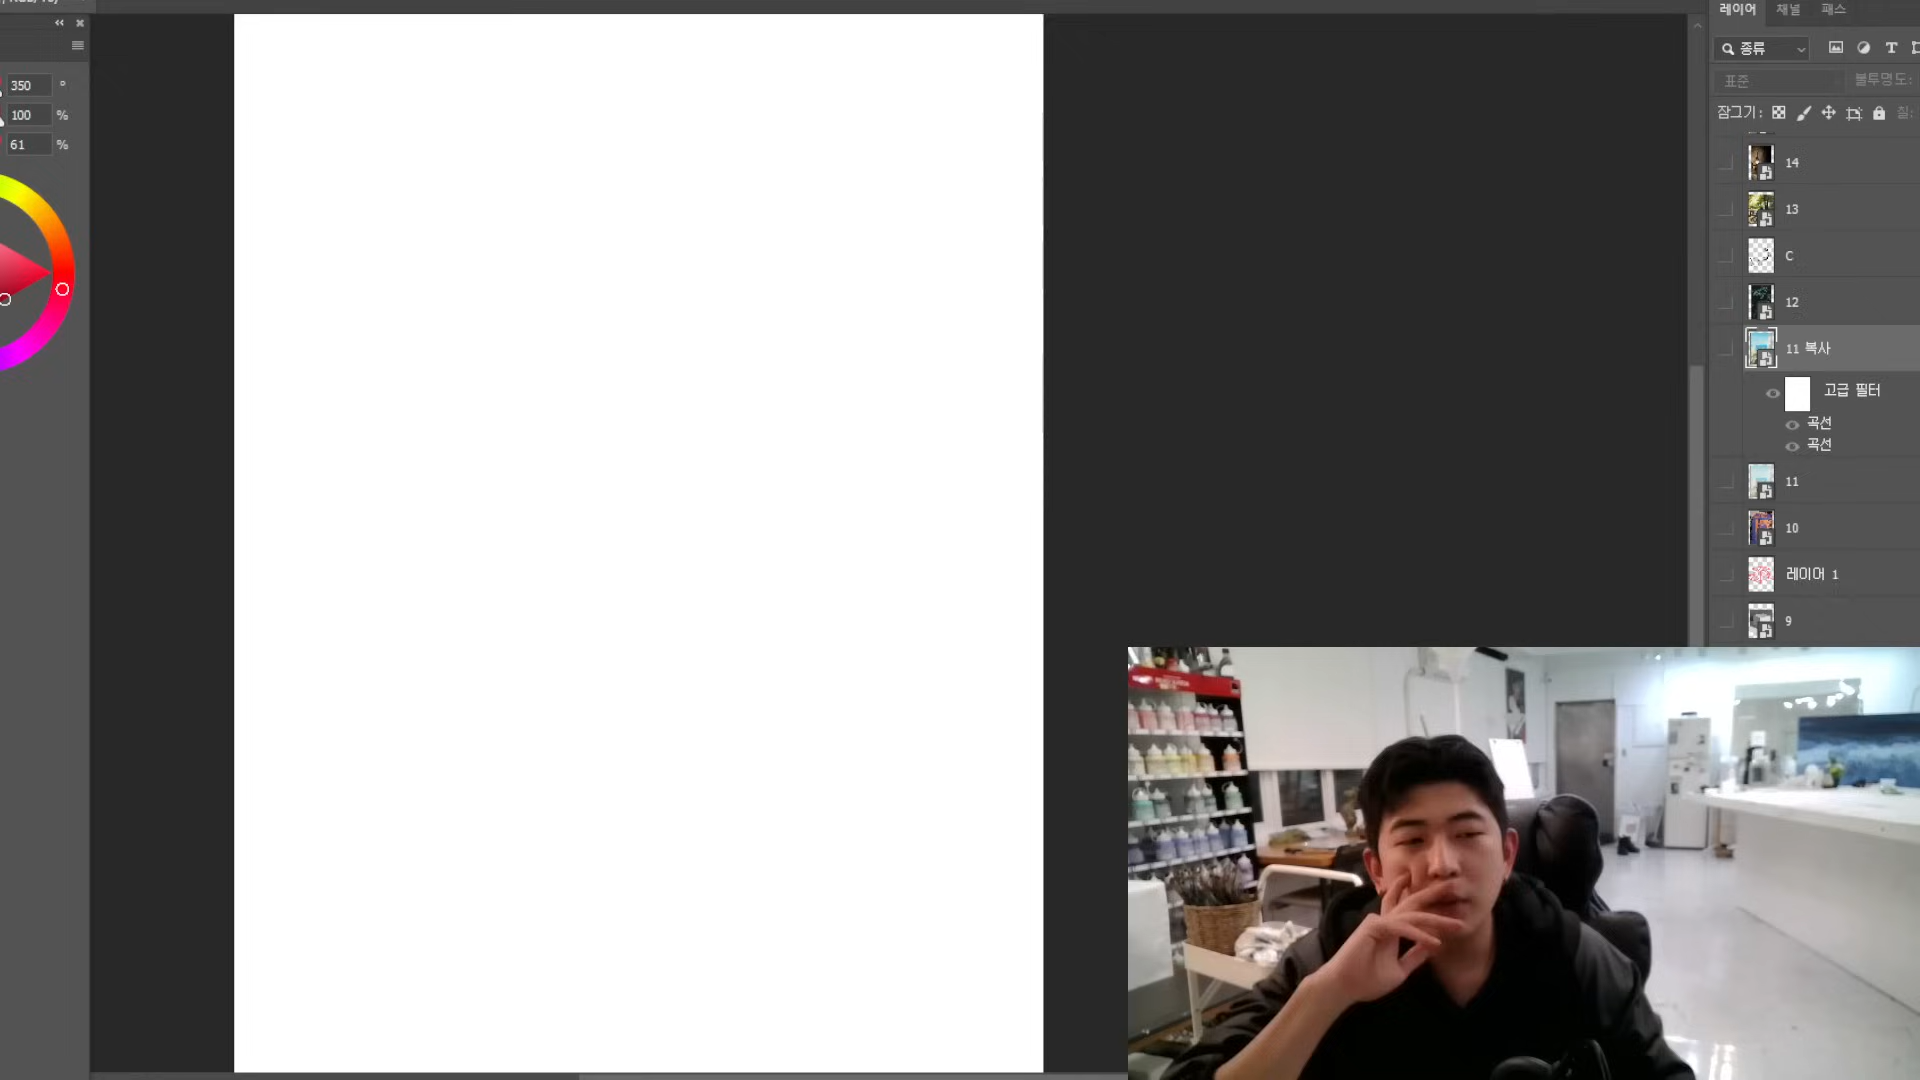 350 °
100 %
61 %
레이어 채널 패스
종류
표준 불투명도:
잠그기:
14
13
C
12
11 복사
고급 필터
곡선
곡선
11
10
레이어 1
9